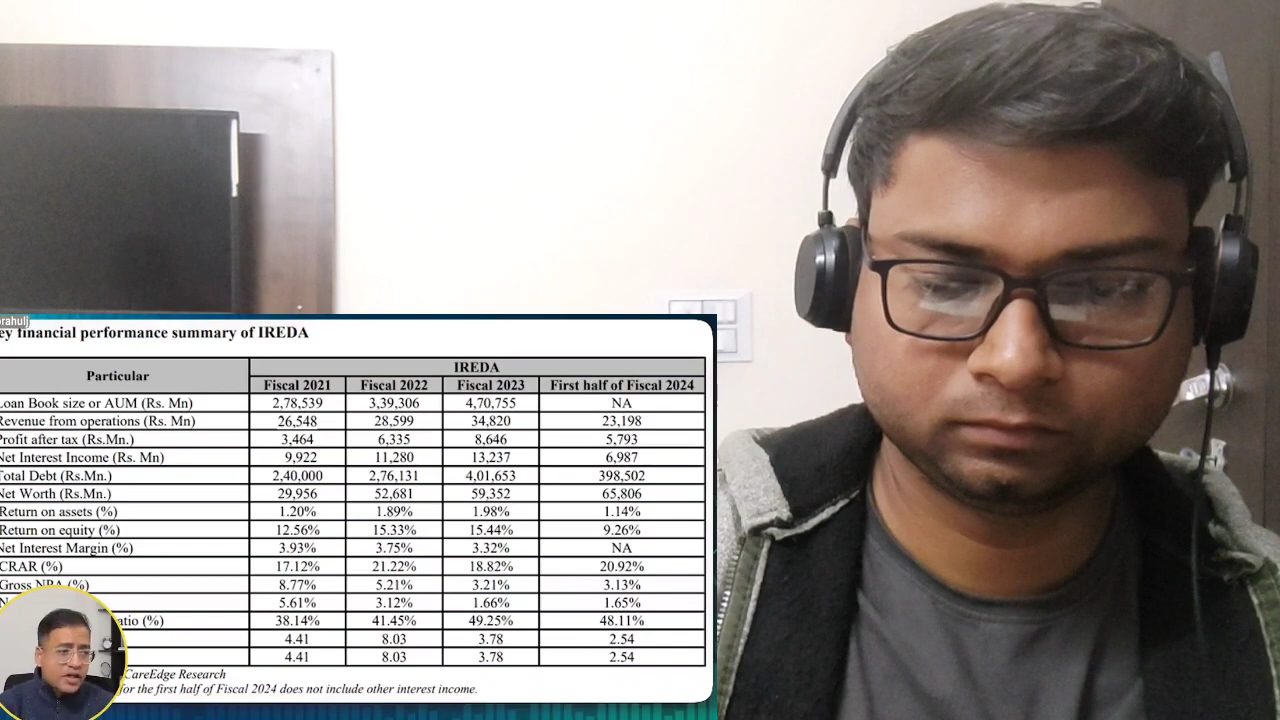 orahulj
ey financial performance summary of IREDA
Particular IREDA
Fiscal 2021 Fiscal 2022 Fiscal 2023 First half of Fiscal 2024
Loan Book size or AUM (Rs. Mn) 2,78,539 3,39,306 4,70,755 NA
Revenue from operations (Rs. Mn) 26,548 28,599 34,820 23,198
Profit after tax (Rs.Mn.) 3,464 6,335 8,646 5,793
Net Interest Income (Rs. Mn) 9,922 11,280 13,237 6,987
Total Debt (Rs.Mn.) 2,40,000 2,76,131 4,01,653 398,502
Net Worth (Rs.Mn.) 29,956 52,681 59,352 65,806
Return on assets (%) 1.20% 1.89% 1.98% 1.14%
Return on equity (%) 12.56% 15.33% 15.44% 9.26%
Net Interest Margin (%) 3.93% 3.75% 3.32% NA
CRAR (%) 17.12% 21.22% 18.82% 20.92%
Gross NPA (%) 8.77% 5.21% 3.21% 3.13%
5.61% 3.12% 1.66% 1.65%
atio (%) 38.14% 41.45% 49.25% 48.11%
4.41 8.03 3.78 2.54
4.41 8.03 3.78 2.54
CareEdge Research
for the first half of Fiscal 2024 does not include other interest income.